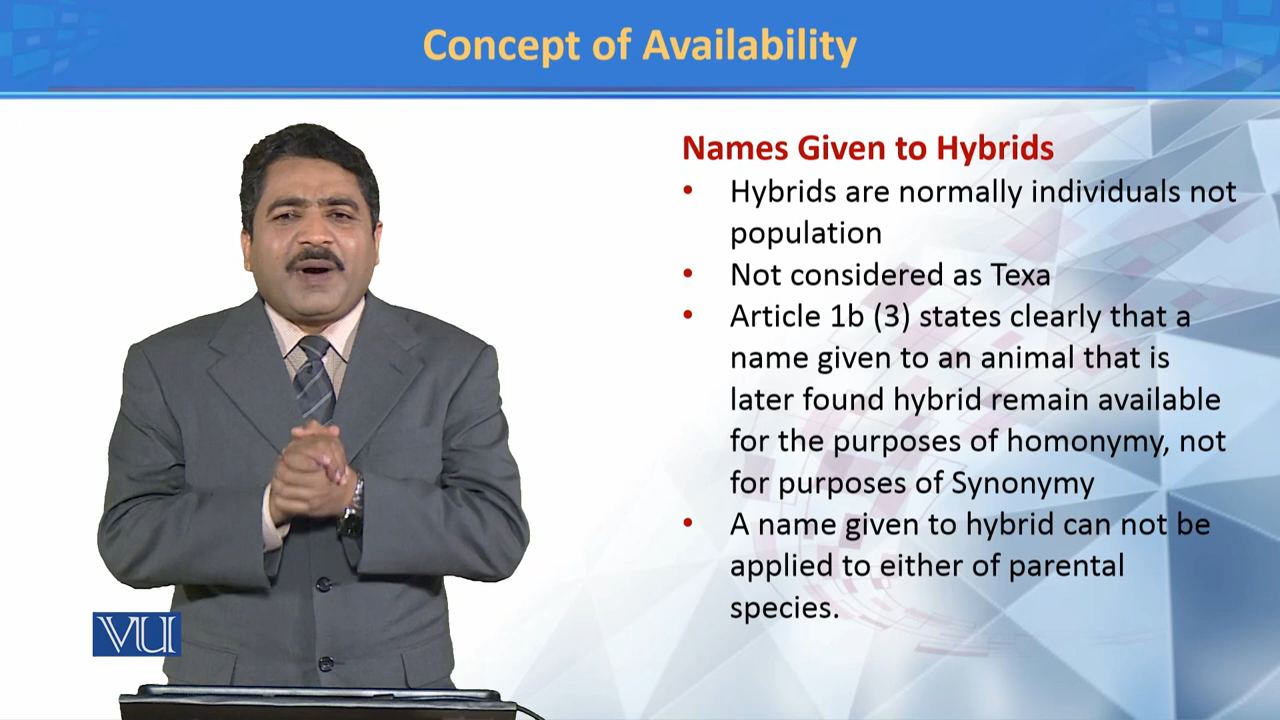 Concept of Availability
Names Given to Hybrids
• Hybrids are normally individuals not
population
• Not considered as Texa
• Article 1b (3) states clearly that a
name given to an animal that is
later found hybrid remain available
for the purposes of homonymy, not
for purposes of Synonymy
• A name given to hybrid can not be
applied to either of parental
species.
VU